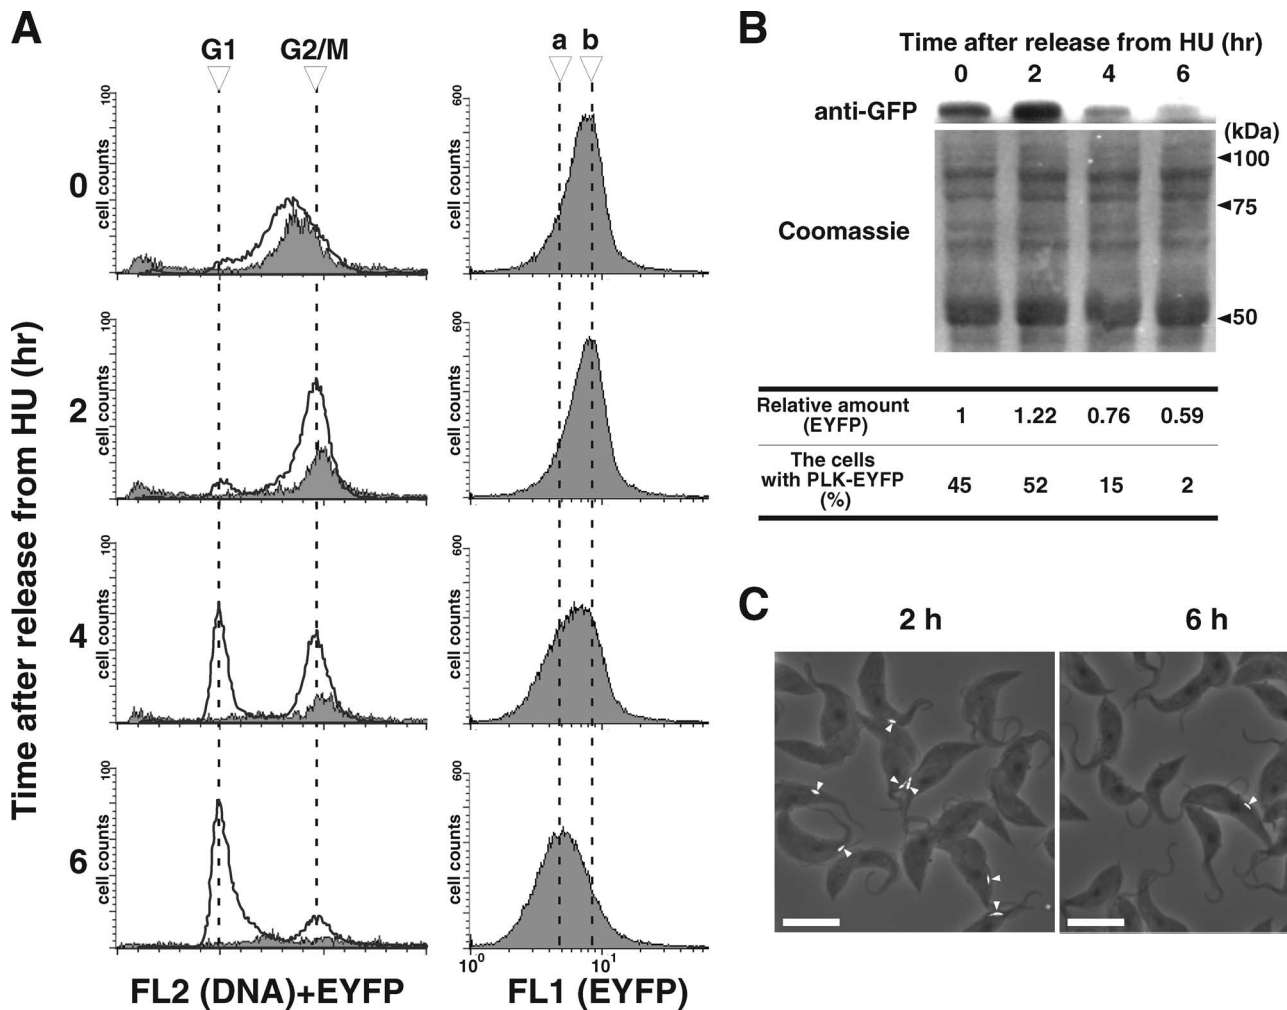 A
G1 G2/M
a b
Time after release from HU (hr)
0
100
cell counts
600
cell counts
2
100
cell counts
600
cell counts
4
100
cell counts
600
cell counts
6
100
cell counts
600
cell counts
10⁰ 10¹
FL2 (DNA)+EYFP
FL1 (EYFP)
B
Time after release from HU (hr)
0 2 4 6
anti-GFP
(kDa)
100
75
Coomassie
50
Relative amount
(EYFP)
1 1.22 0.76 0.59
The cells
with PLK-EYFP
(%)
45 52 15 2
C
2 h 6 h